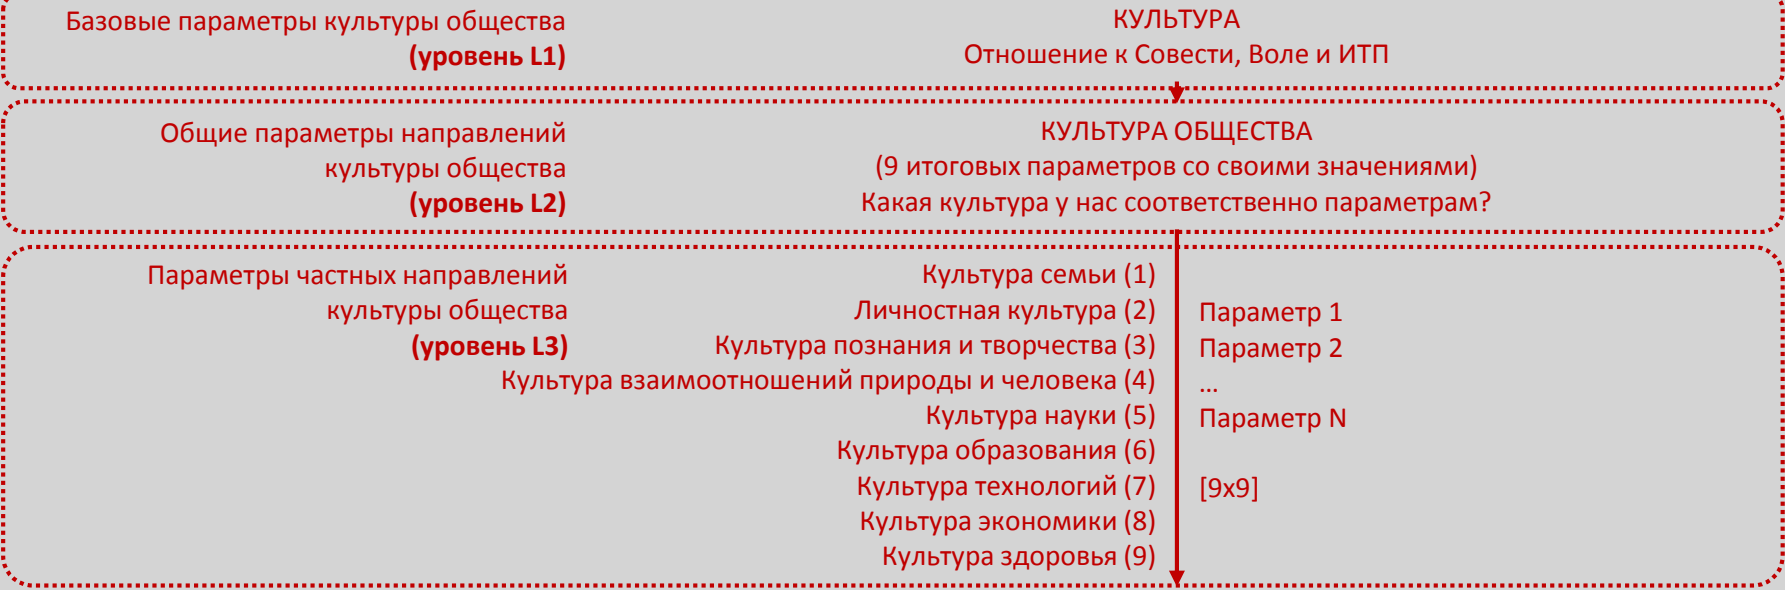 Базовые параметры культуры общества
(уровень L1)
КУЛЬТУРА
Отношение к Совести, Воле и ИТП
Общие параметры направлений
культуры общества
(уровень L2)
КУЛЬТУРА ОБЩЕСТВА
(9 итоговых параметров со своими значениями)
Какая культура у нас соответственно параметрам?
Параметры частных направлений
культуры общества
(уровень L3)
Культура семьи (1)
Личностная культура (2)
Культура познания и творчества (3)
Культура взаимоотношений природы и человека (4)
Культура науки (5)
Культура образования (6)
Культура технологий (7)
Культура экономики (8)
Культура здоровья (9)
Параметр 1
Параметр 2
...
Параметр N
[9х9]